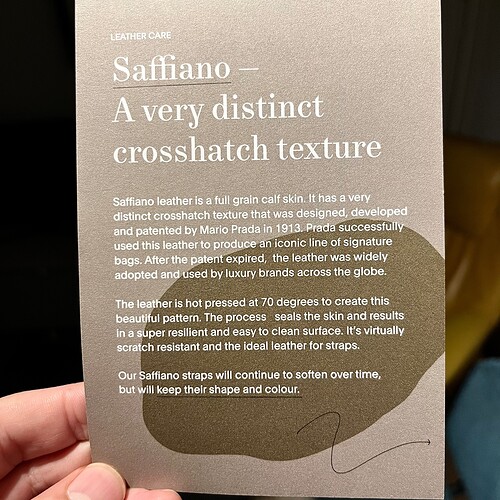 LEATHER CARE
Saffiano —
A very distinct
crosshatch texture
Saffiano leather is a full grain calf skin. It has a very
distinct crosshatch texture that was designed, developed
and patented by Mario Prada in 1913. Prada successfully
used this leather to produce an iconic line of signature
bags. After the patent expired, the leather was widely
adopted and used by luxury brands across the globe.
The leather is hot pressed at 70 degrees to create this
beautiful pattern. The process seals the skin and results
in a super resilient and easy to clean surface. It's virtually
scratch resistant and the ideal leather for straps.
Our Saffiano straps will continue to soften over time,
but will keep their shape and colour.